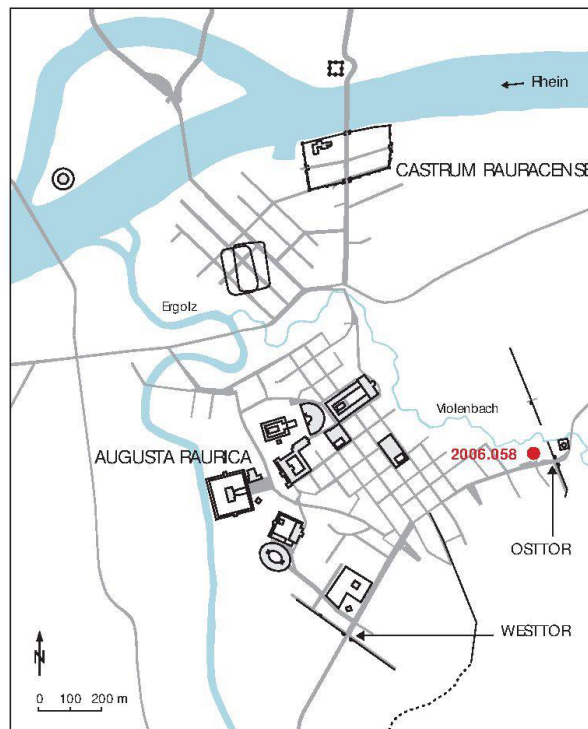 Rhein
CASTRUM RAURACENSE
Ergolz
Violenbach
2006.058
AUGUSTA RAURICA
OSTTOR
WESTTOR
N
0 100 200 m